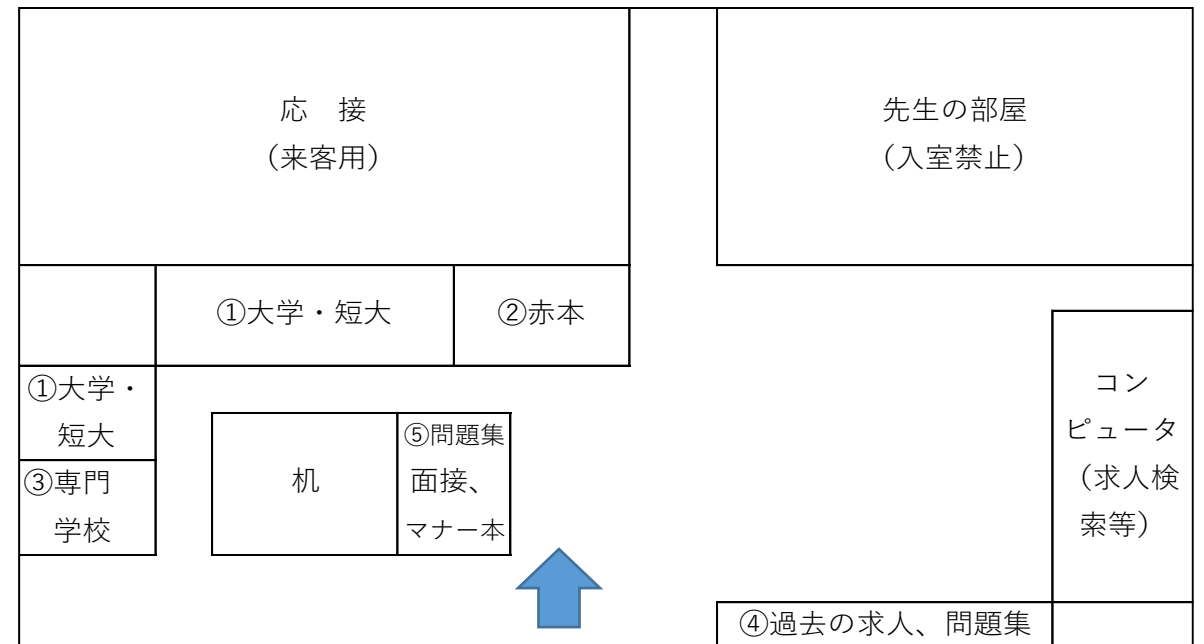 応　接
（来客用）
先生の部屋
（入室禁止）
①大学・短大
②赤本
①大学・
短大
③専門
学校
机
⑤問題集
面接、
マナー本
コン
ピュータ
（求人検
索等）
④過去の求人、問題集